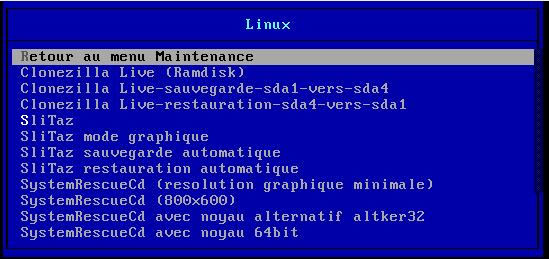 Linux
Retour au menu Maintenance
Clonezilla Live (Ramdisk)
Clonezilla Live-sauvegarde-sda1-vers-sda4
Clonezilla Live-restauration-sda4-vers-sda1
SliTaz
SliTaz mode graphique
SliTaz sauvegarde automatique
SliTaz restauration automatique
SystemRescueCd (resolution graphique minimale)
SystemRescueCd (800x600)
SystemRescueCd avec noyau alternatif altker32
SystemRescueCd avec noyau 64bit